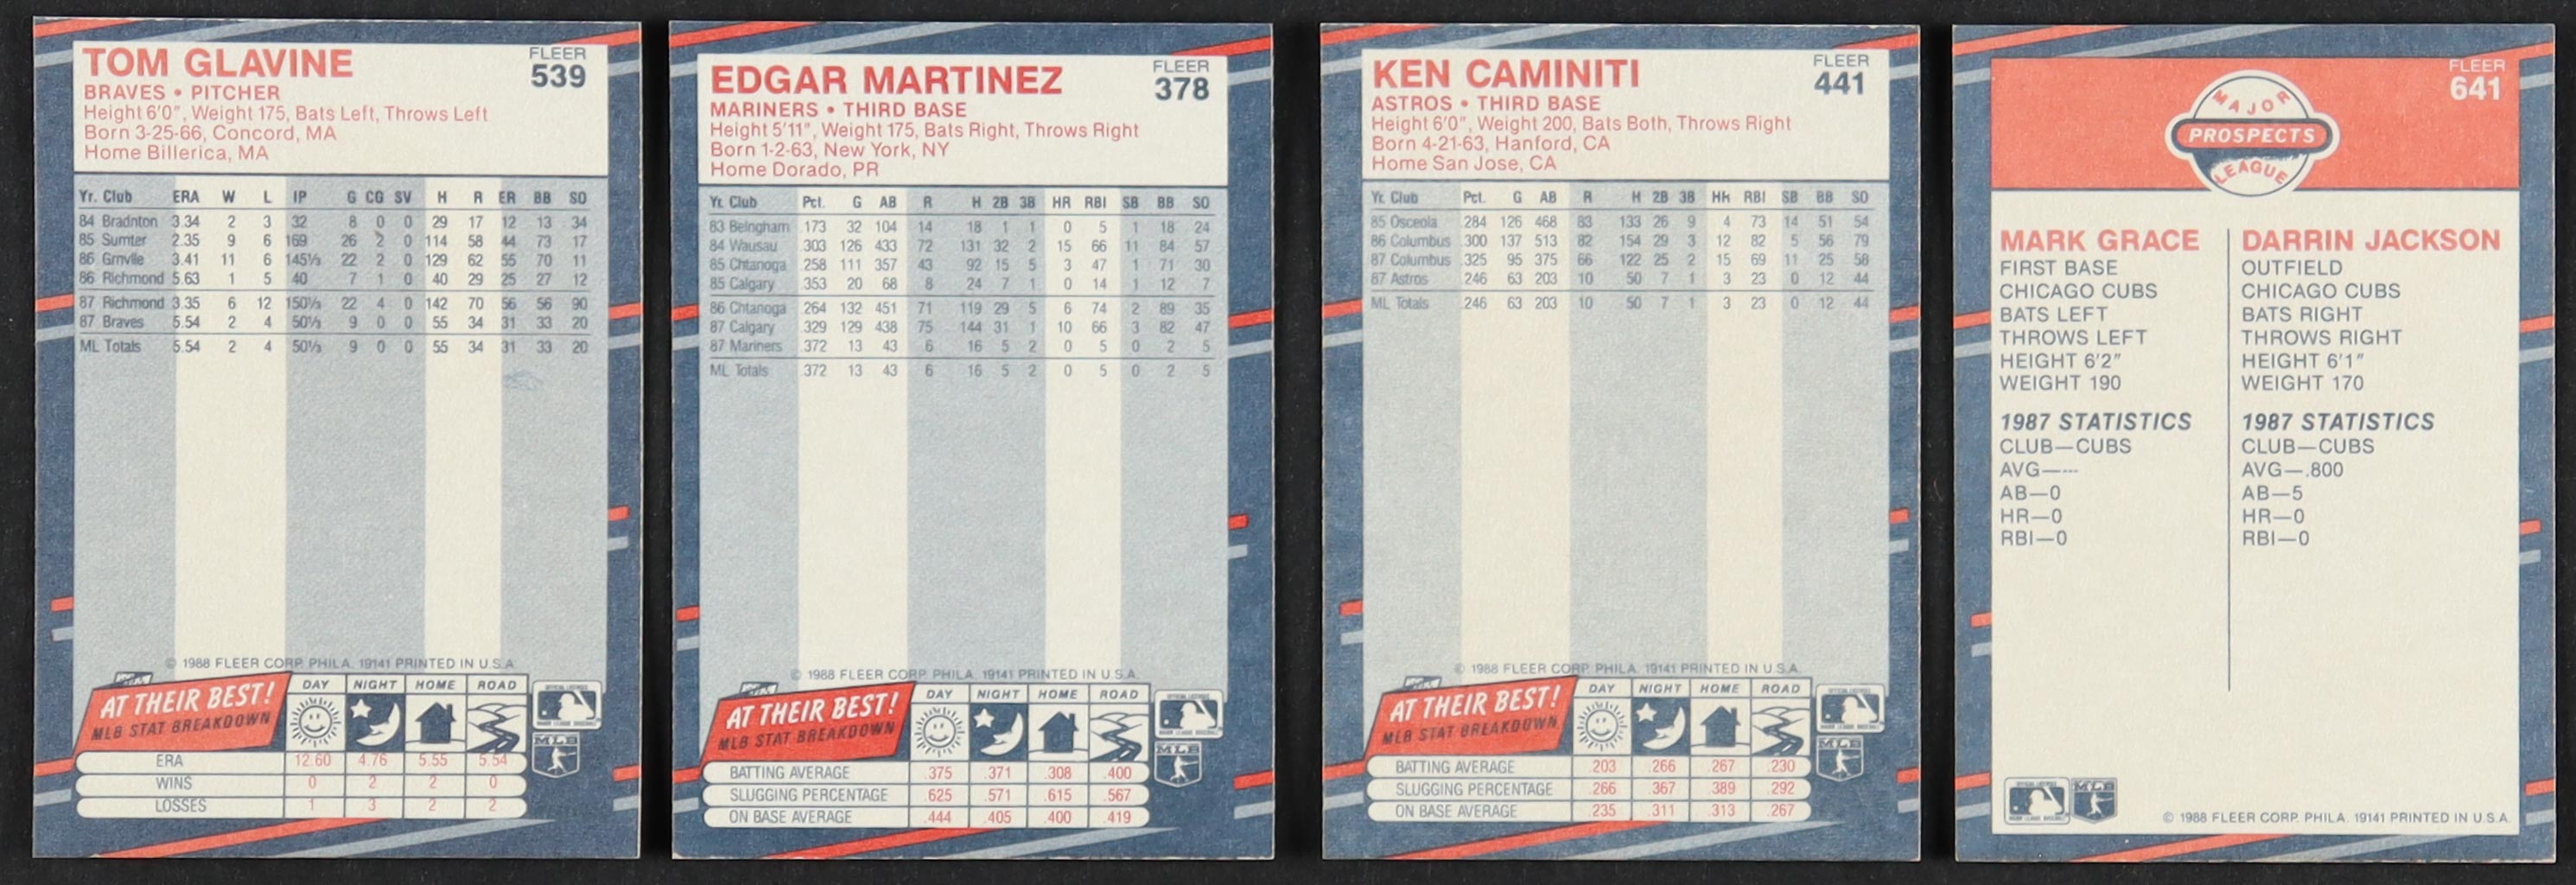 TOM GLAVINE
FLEER
539
BRAVES • PITCHER
Height 6'0", Weight 175, Bats Left, Throws Left
Born 3-25-66, Concord, MA
Home Billerica, MA
Yr. Club ERA W L IP G CG SV H R ER BB SO
84 Bradnton 3.34 2 3 32 8 0 0 29 17 12 13 34
85 Sumter 2.35 9 6 169 26 2 0 114 58 44 73 17
86 Grnvlle 3.41 11 6 145⅓ 22 2 0 129 62 55 70 11
86 Richmond 5.63 1 5 40 7 1 0 40 29 25 27 12
87 Richmond 3.35 6 12 150⅓ 22 4 0 142 70 56 56 90
87 Braves 5.54 2 4 50⅓ 9 0 0 55 34 31 33 20
ML Totals 5.54 2 4 50⅓ 9 0 0 55 34 31 33 20
© 1988 FLEER CORP. PHILA. 19141 PRINTED IN U.S.A.
AT THEIR BEST!
MLB STAT BREAKDOWN
DAY NIGHT HOME ROAD
ERA 12.60 4.76 5.55 5.54
WINS 0 2 2 0
LOSSES 1 3 2 2
MLB
EDGAR MARTINEZ
FLEER
378
MARINERS • THIRD BASE
Height 5'11", Weight 175, Bats Right, Throws Right
Born 1-2-63, New York, NY
Home Dorado, PR
Yr. Club Pct. G AB R H 2B 3B HR RBI SB BB SO
83 Belngham .173 32 104 14 18 1 1 0 5 1 18 24
84 Wausau .303 126 433 72 131 32 2 15 66 11 84 57
85 Chtanoga .258 111 357 43 92 15 5 3 47 1 71 30
85 Calgary .353 20 68 8 24 7 1 0 14 1 12 7
86 Chtanoga .264 132 451 71 119 29 5 6 74 2 89 35
87 Calgary .329 129 438 75 144 31 1 10 66 3 82 47
87 Mariners .372 13 43 6 16 5 2 0 5 0 2 5
ML Totals .372 13 43 6 16 5 2 0 5 0 2 5
© 1988 FLEER CORP. PHILA. 19141 PRINTED IN U.S.A.
AT THEIR BEST!
MLB STAT BREAKDOWN
DAY NIGHT HOME ROAD
BATTING AVERAGE .375 .371 .308 .400
SLUGGING PERCENTAGE .625 .571 .615 .567
ON BASE AVERAGE .444 .405 .400 .419
MLB
KEN CAMINITI
FLEER
441
ASTROS • THIRD BASE
Height 6'0", Weight 200, Bats Both, Throws Right
Born 4-21-63, Hanford, CA
Home San Jose, CA
Yr. Club Pct. G AB R H 2B 3B HR RBI SB BB SO
85 Osceola .284 126 468 83 133 26 9 4 73 14 51 54
86 Columbus .300 137 513 82 154 29 3 12 82 5 56 79
87 Columbus .325 95 375 66 122 25 2 15 69 11 25 58
87 Astros .246 63 203 10 50 7 1 3 23 0 12 44
ML Totals .246 63 203 10 50 7 1 3 23 0 12 44
© 1988 FLEER CORP. PHILA. 19141 PRINTED IN U.S.A.
AT THEIR BEST!
MLB STAT BREAKDOWN
DAY NIGHT HOME ROAD
BATTING AVERAGE .203 .266 .267 .230
SLUGGING PERCENTAGE .266 .367 .389 .292
ON BASE AVERAGE .235 .311 .313 .267
MLB
FLEER
641
MAJOR
PROSPECTS
LEAGUE
MARK GRACE
FIRST BASE
CHICAGO CUBS
BATS LEFT
THROWS LEFT
HEIGHT 6'2"
WEIGHT 190
1987 STATISTICS
CLUB—CUBS
AVG—---
AB—0
HR—0
RBI—0
DARRIN JACKSON
OUTFIELD
CHICAGO CUBS
BATS RIGHT
THROWS RIGHT
HEIGHT 6'1"
WEIGHT 170
1987 STATISTICS
CLUB—CUBS
AVG—.800
AB—5
HR—0
RBI—0
MLB
© 1988 FLEER CORP. PHILA. 19141 PRINTED IN U.S.A.